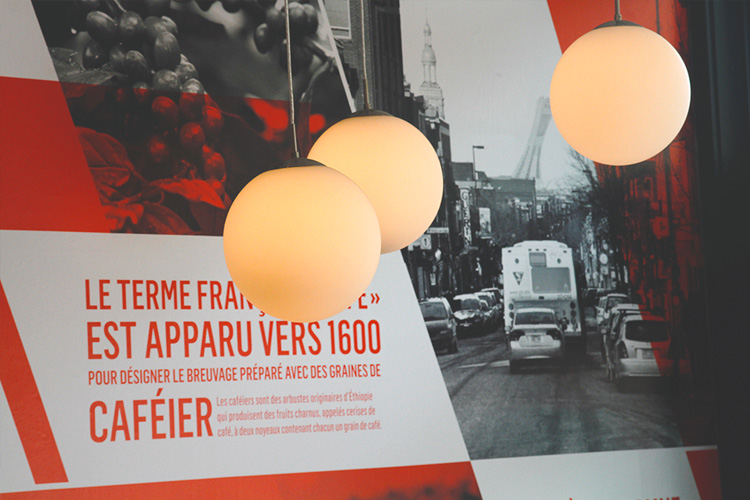 LE TERME FRAN
EST APPARU VERS 1600
POUR DÉSIGNER LE BREUVAGE PRÉPARÉ AVEC DES GRAINES DE
CAFÉIER
Les caféiers sont des arbustes originaires d'Éthiopie
qui produisent des fruits charnus, appelés cerises de
café, à deux noyeaux contenant chacun un grain de café.